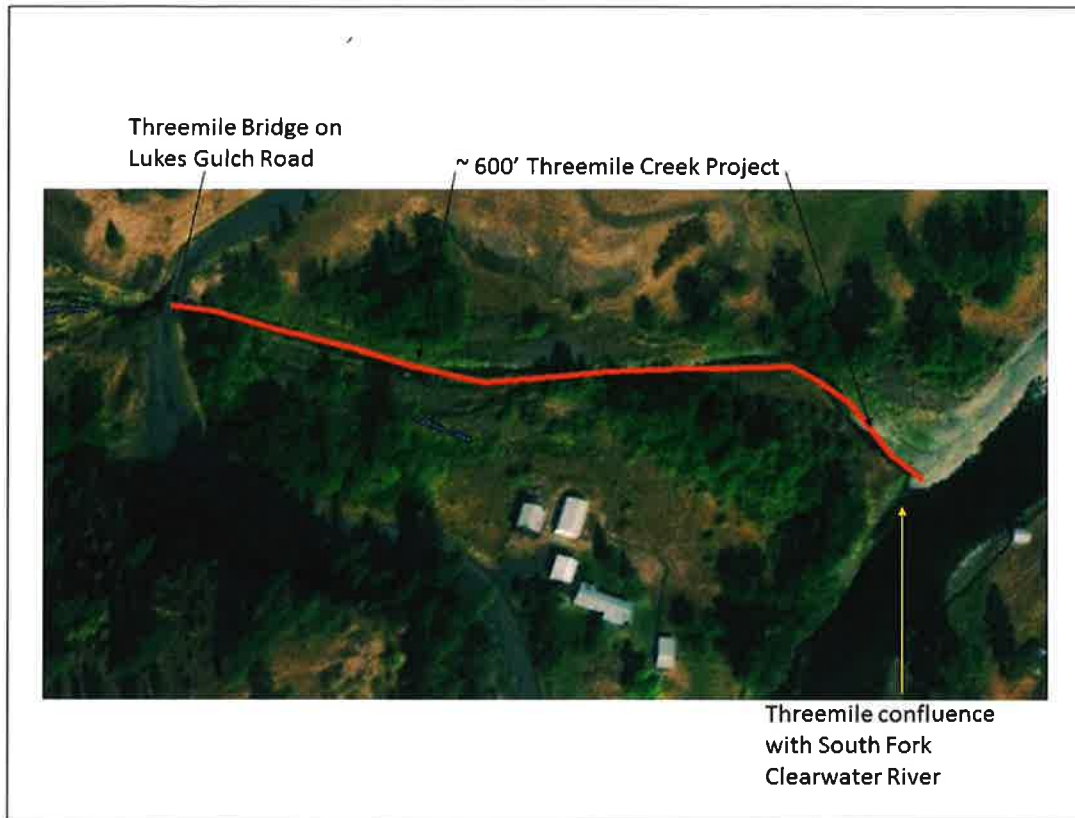 Threemile Bridge on
Lukes Gulch Road
~ 600' Threemile Creek Project
Threemile confluence
with South Fork
Clearwater River